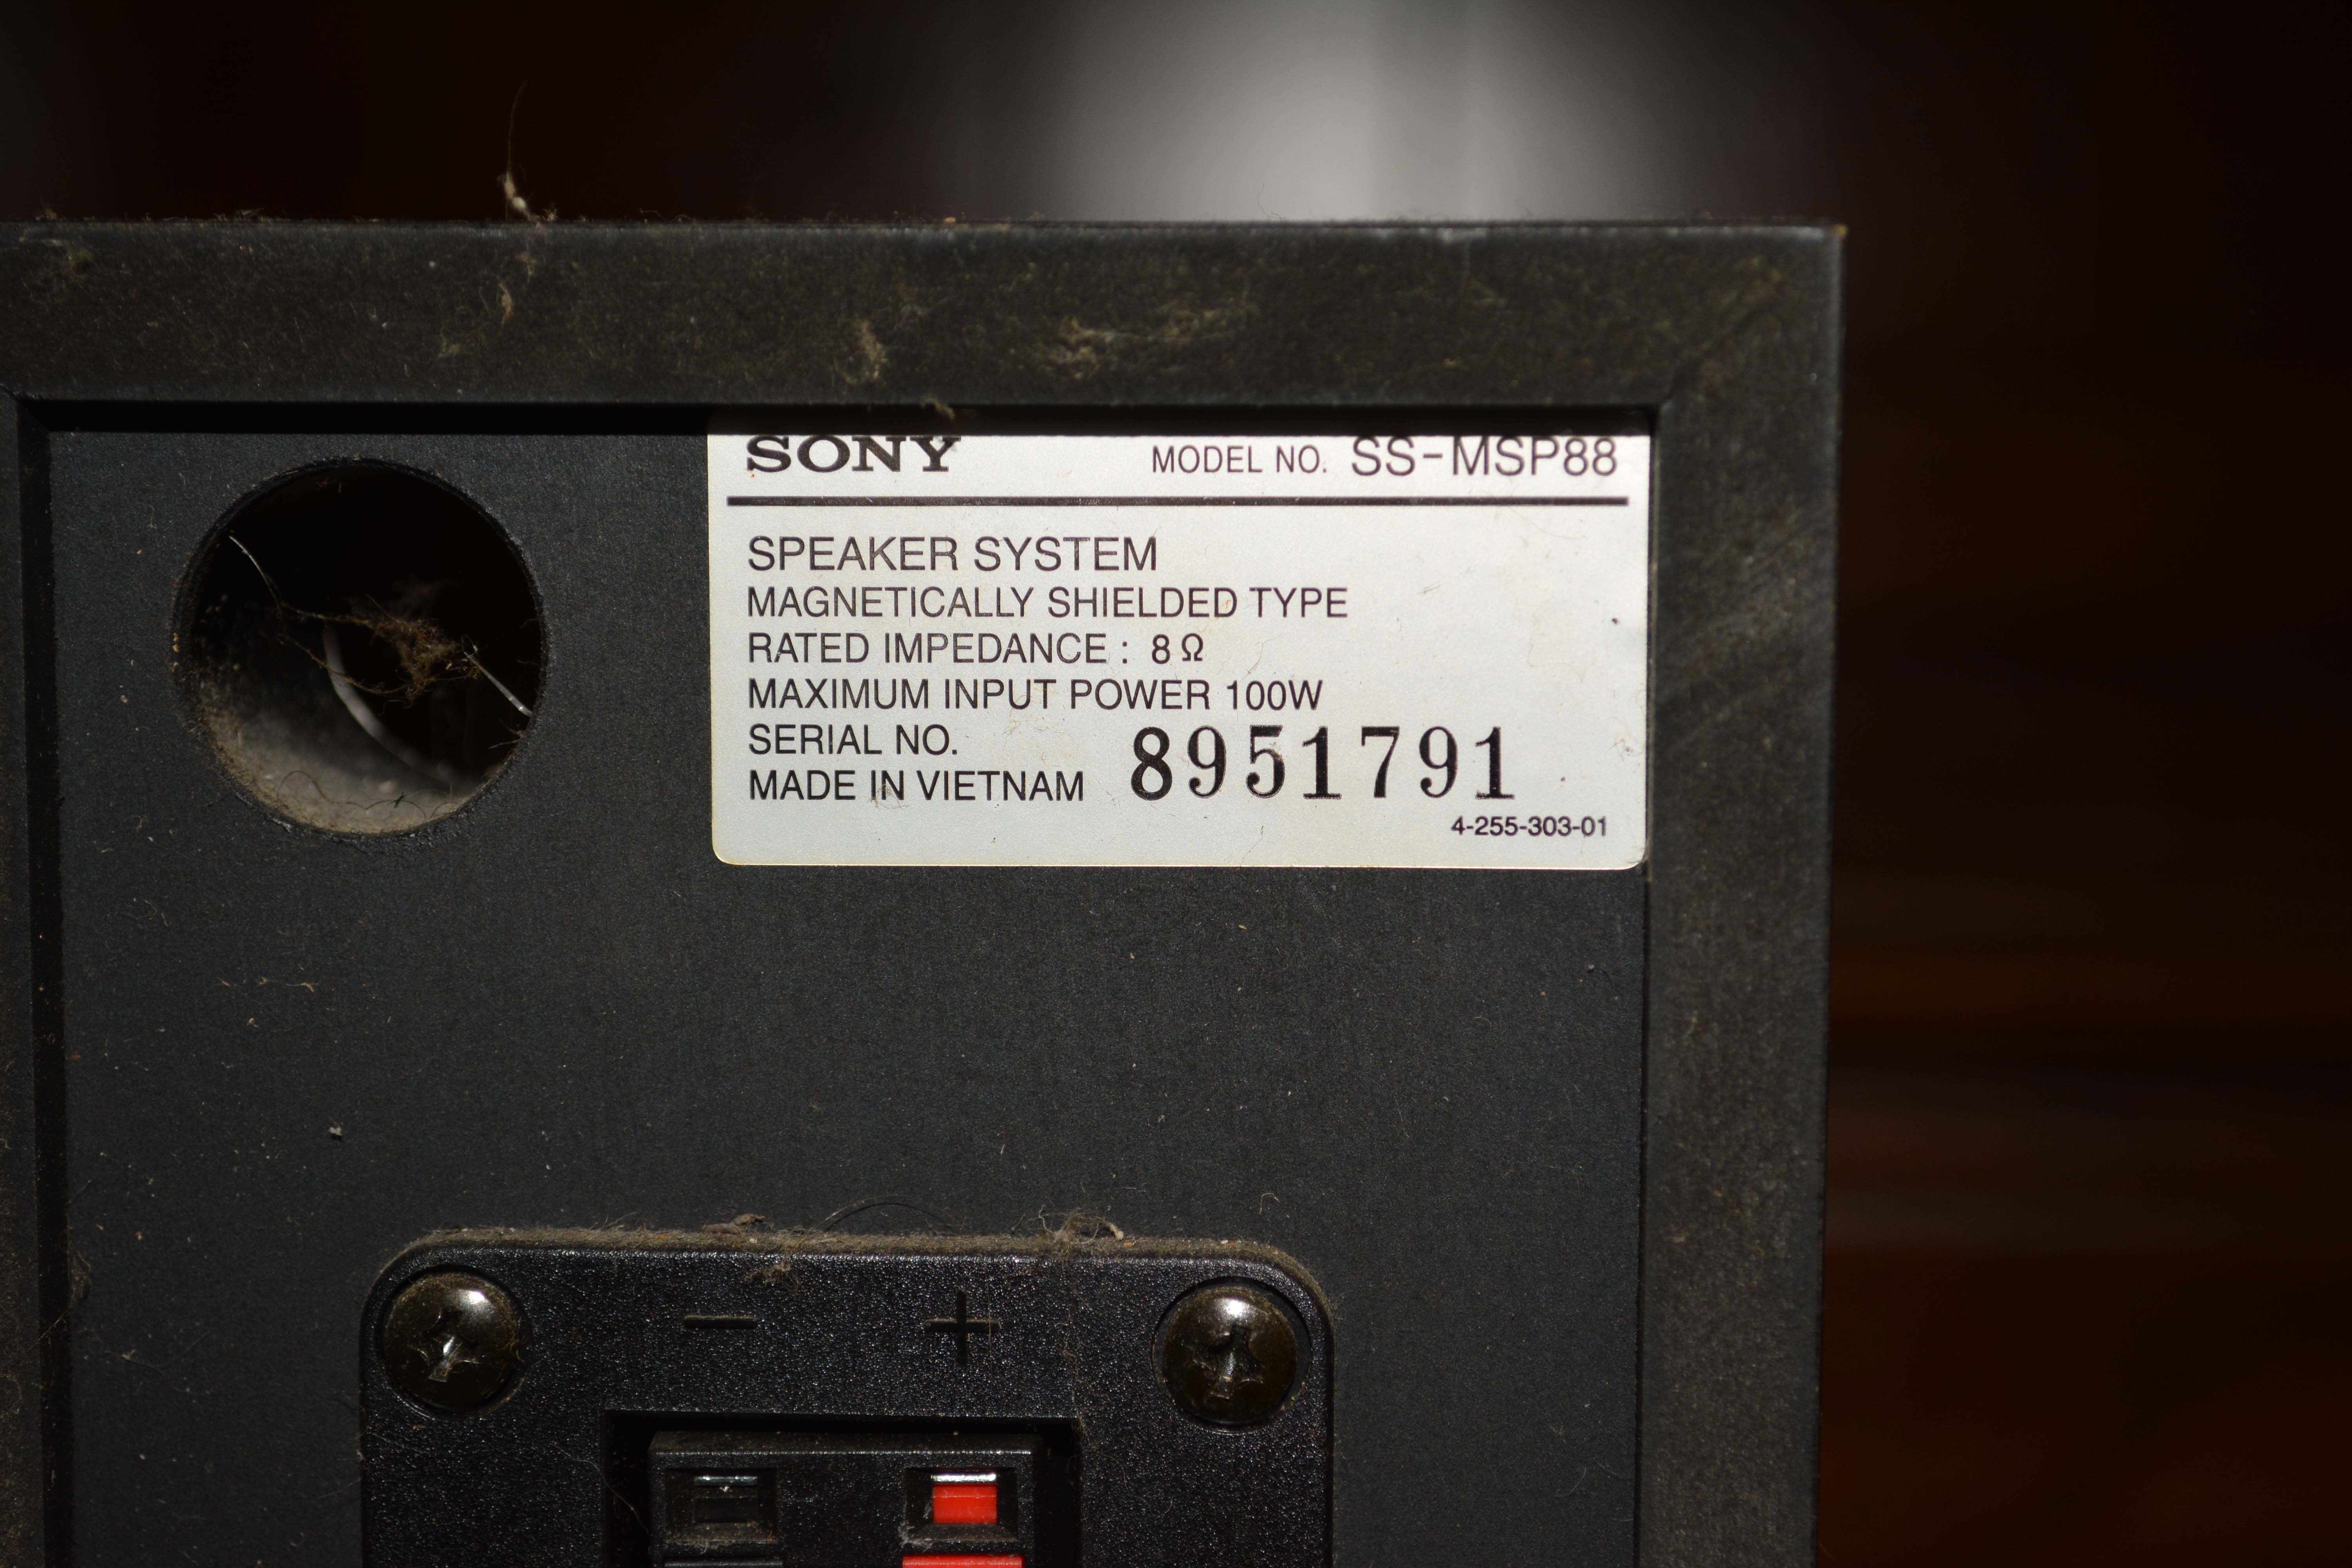 SONY MODEL NO. SS-MSP88
SPEAKER SYSTEM
MAGNETICALLY SHIELDED TYPE
RATED IMPEDANCE : 8 Ω
MAXIMUM INPUT POWER 100W
SERIAL NO. 8951791
MADE IN VIETNAM
4-255-303-01
− +